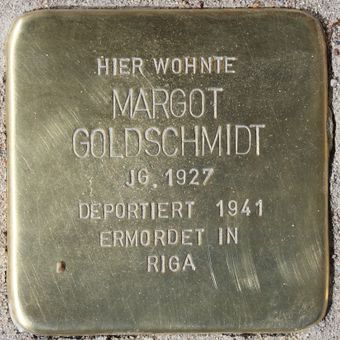 HIER WOHNTE
MARGOT
GOLDSCHMIDT
JG. 1927
DEPORTIERT 1941
ERMORDET IN
RIGA